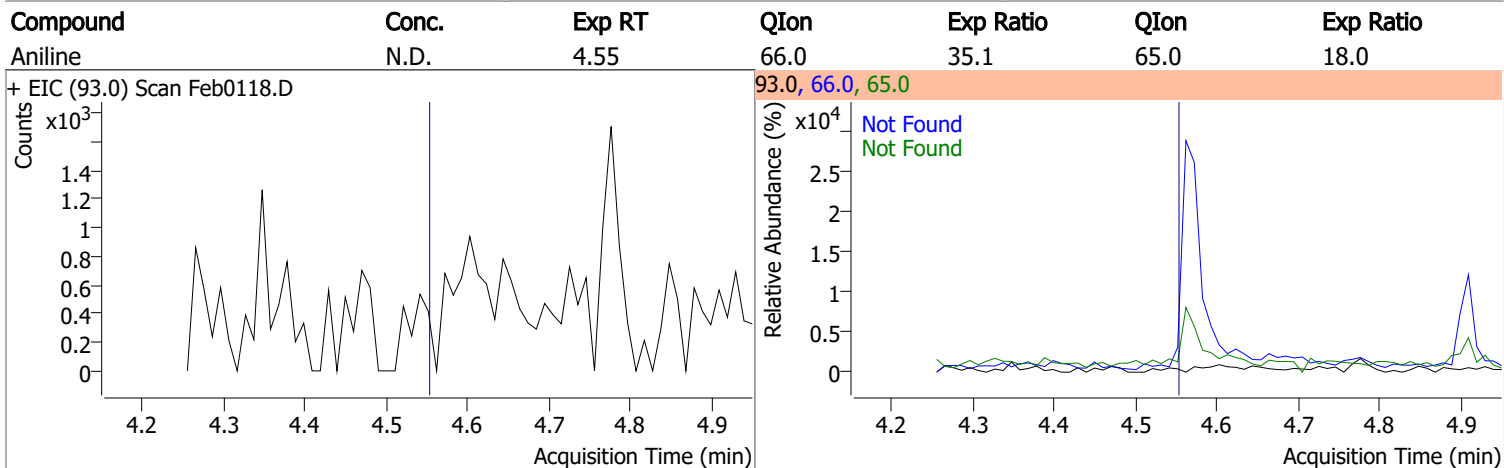 Compound Conc. Exp RT QIon Exp Ratio QIon Exp Ratio
Aniline N.D. 4.55 66.0 35.1 65.0 18.0
+ EIC (93.0) Scan Feb0118.D
Counts
x10³
1.4
1.2
1
0.8
0.6
0.4
0.2
0
4.2 4.3 4.4 4.5 4.6 4.7 4.8 4.9
Acquisition Time (min)
93.0, 66.0, 65.0
Relative Abundance (%)
x10⁴
Not Found
Not Found
2.5
2
1.5
1
0.5
0
4.2 4.3 4.4 4.5 4.6 4.7 4.8 4.9
Acquisition Time (min)